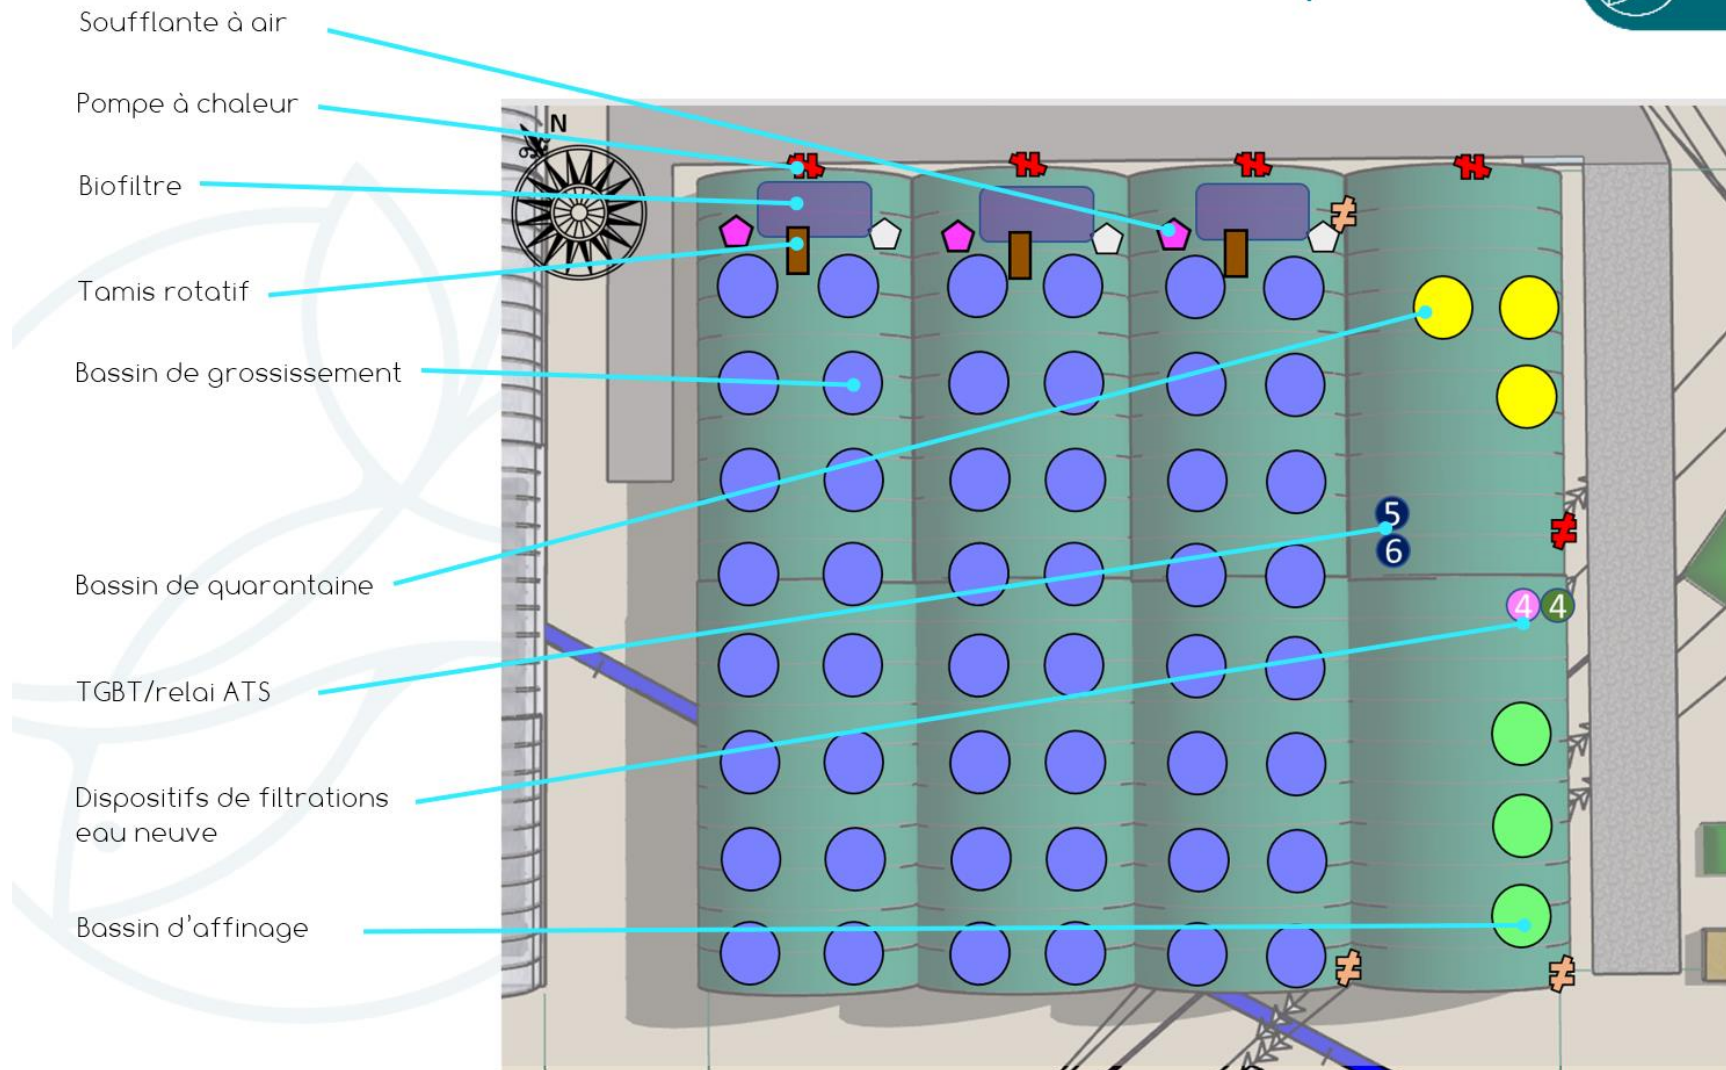 Soufflante à air
Pompe à chaleur
N
Biofiltre
Tamis rotatif
Bassin de grossissement
5
6
Bassin de quarantaine
4 4
TGBT/relai ATS
Dispositifs de filtrations
eau neuve
Bassin d'affinage